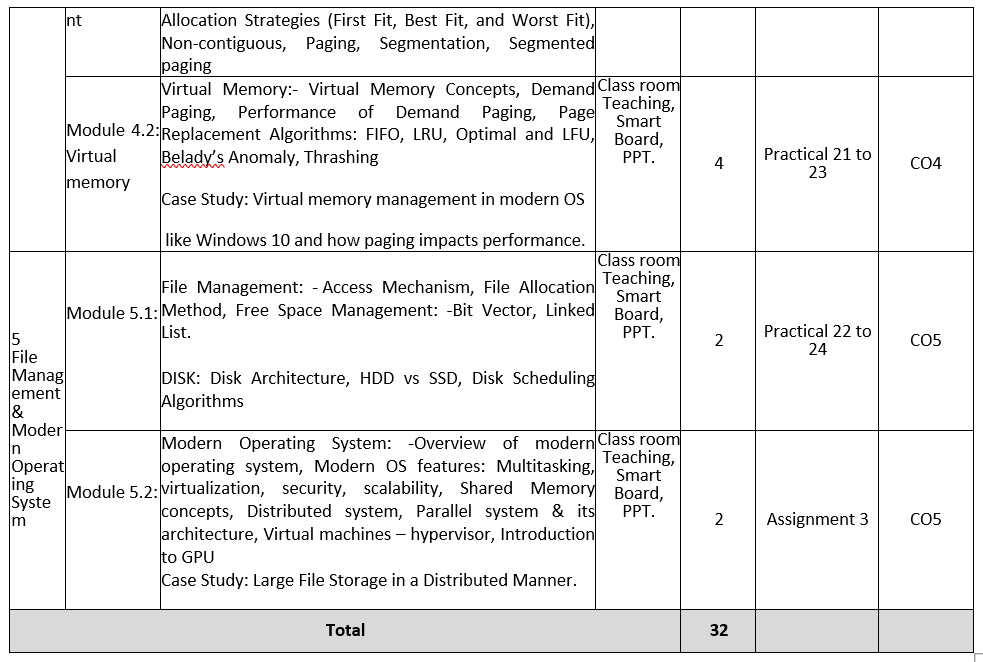 nt
Allocation Strategies (First Fit, Best Fit, and Worst Fit),
Non-contiguous, Paging, Segmentation, Segmented
paging
Module 4.2:
Virtual
memory
Virtual Memory:- Virtual Memory Concepts, Demand
Paging, Performance of Demand Paging, Page
Replacement Algorithms: FIFO, LRU, Optimal and LFU,
Belady’s Anomaly, Thrashing
Case Study: Virtual memory management in modern OS
like Windows 10 and how paging impacts performance.
Class room
Teaching,
Smart
Board,
PPT.
4
Practical 21 to
23
CO4
5
File
Manag
ement
&
Moder
n
Operat
ing
Syste
m
Module 5.1:
File Management: - Access Mechanism, File Allocation
Method, Free Space Management: -Bit Vector, Linked
List.
DISK: Disk Architecture, HDD vs SSD, Disk Scheduling
Algorithms
Class room
Teaching,
Smart
Board,
PPT.
2
Practical 22 to
24
CO5
Module 5.2:
Modern Operating System: -Overview of modern
operating system, Modern OS features: Multitasking,
virtualization, security, scalability, Shared Memory
concepts, Distributed system, Parallel system & its
architecture, Virtual machines – hypervisor, Introduction
to GPU
Case Study: Large File Storage in a Distributed Manner.
Class room
Teaching,
Smart
Board,
PPT.
2
Assignment 3
CO5
Total
32